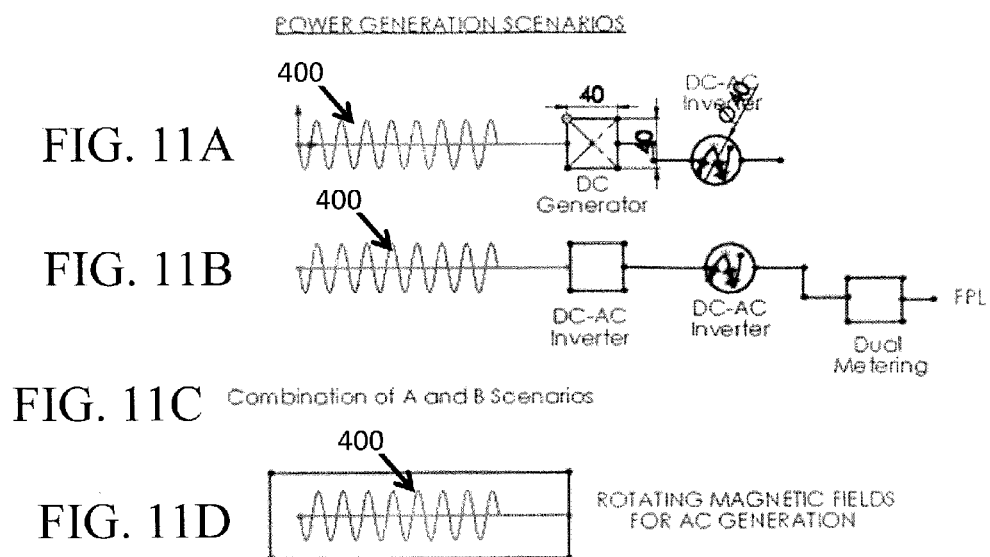 POWER GENERATION SCENARIOS
400
FIG. 11A
40
40
DC
Generator
DC-AC
Inverter
Ø40
400
FIG. 11B
DC-AC
Inverter
DC-AC
Inverter
Dual
Metering
FPL
FIG. 11C Combination of A and B Scenarios
400
FIG. 11D
ROTATING MAGNETIC FIELDS
FOR AC GENERATION